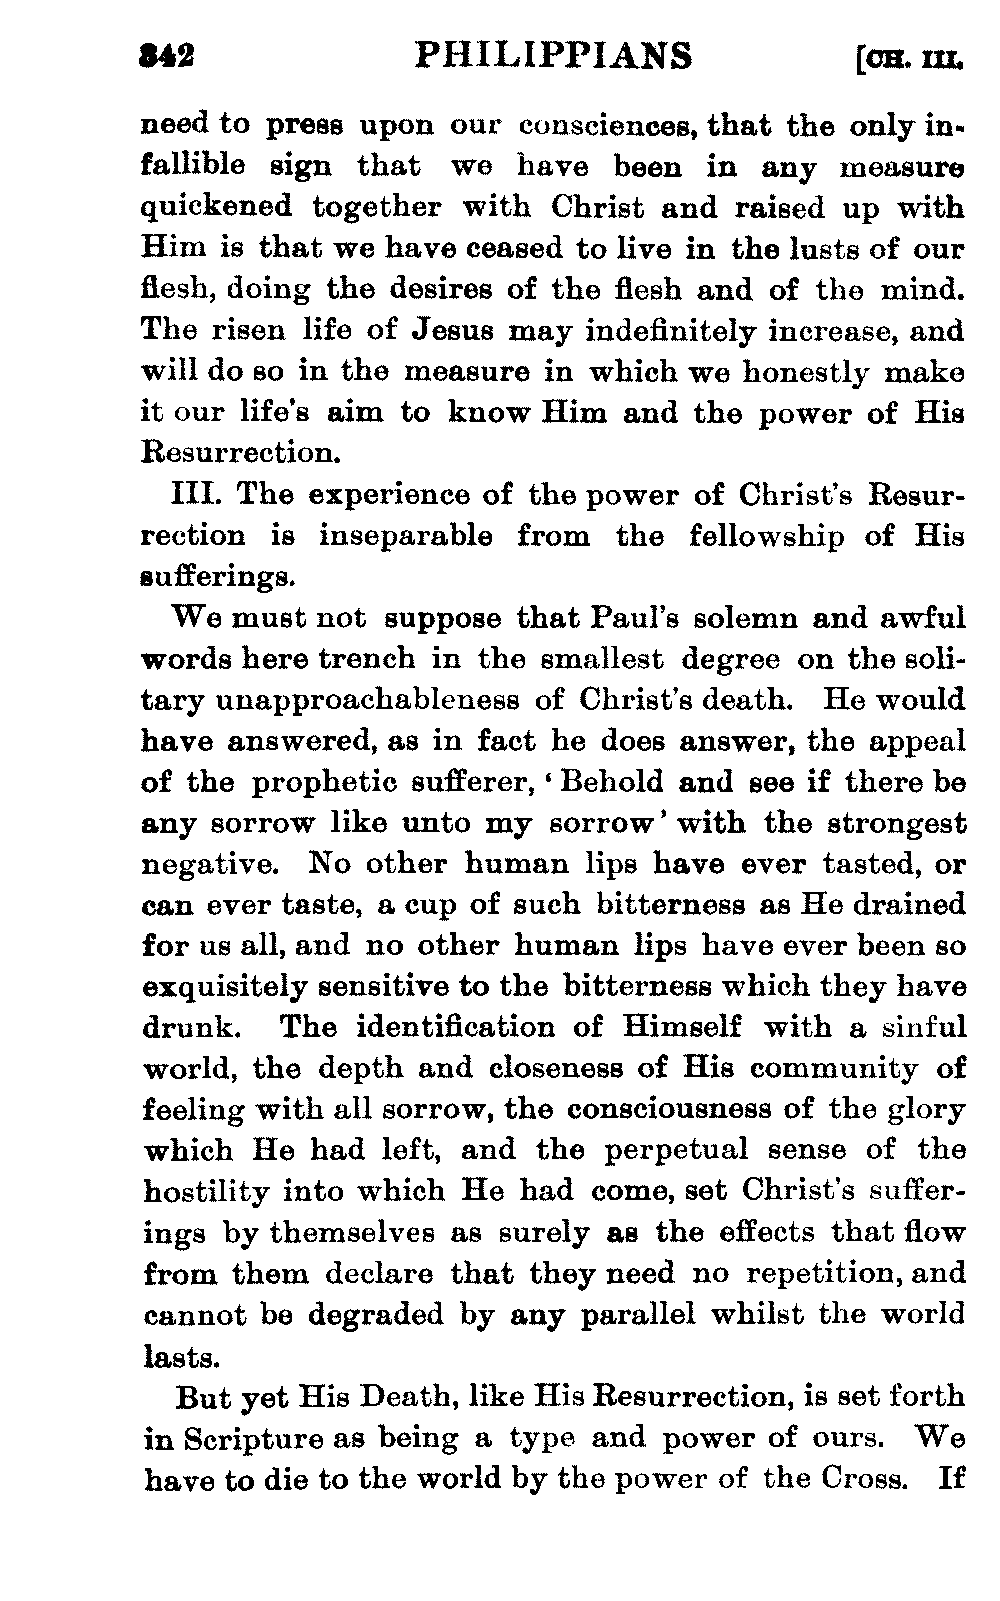 342 PHILIPPIANS [CH. III.
need to press upon our consciences, that the only in-
fallible sign that we have been in any measure
quickened together with Christ and raised up with
Him is that we have ceased to live in the lusts of our
flesh, doing the desires of the flesh and of the mind.
The risen life of Jesus may indefinitely increase, and
will do so in the measure in which we honestly make
it our life's aim to know Him and the power of His
Resurrection.
III. The experience of the power of Christ's Resur-
rection is inseparable from the fellowship of His
sufferings.
We must not suppose that Paul's solemn and awful
words here trench in the smallest degree on the soli-
tary unapproachableness of Christ's death. He would
have answered, as in fact he does answer, the appeal
of the prophetic sufferer, ‘Behold and see if there be
any sorrow like unto my sorrow’ with the strongest
negative. No other human lips have ever tasted, or
can ever taste, a cup of such bitterness as He drained
for us all, and no other human lips have ever been so
exquisitely sensitive to the bitterness which they have
drunk. The identification of Himself with a sinful
world, the depth and closeness of His community of
feeling with all sorrow, the consciousness of the glory
which He had left, and the perpetual sense of the
hostility into which He had come, set Christ's suffer-
ings by themselves as surely as the effects that flow
from them declare that they need no repetition, and
cannot be degraded by any parallel whilst the world
lasts.
But yet His Death, like His Resurrection, is set forth
in Scripture as being a type and power of ours. We
have to die to the world by the power of the Cross. If